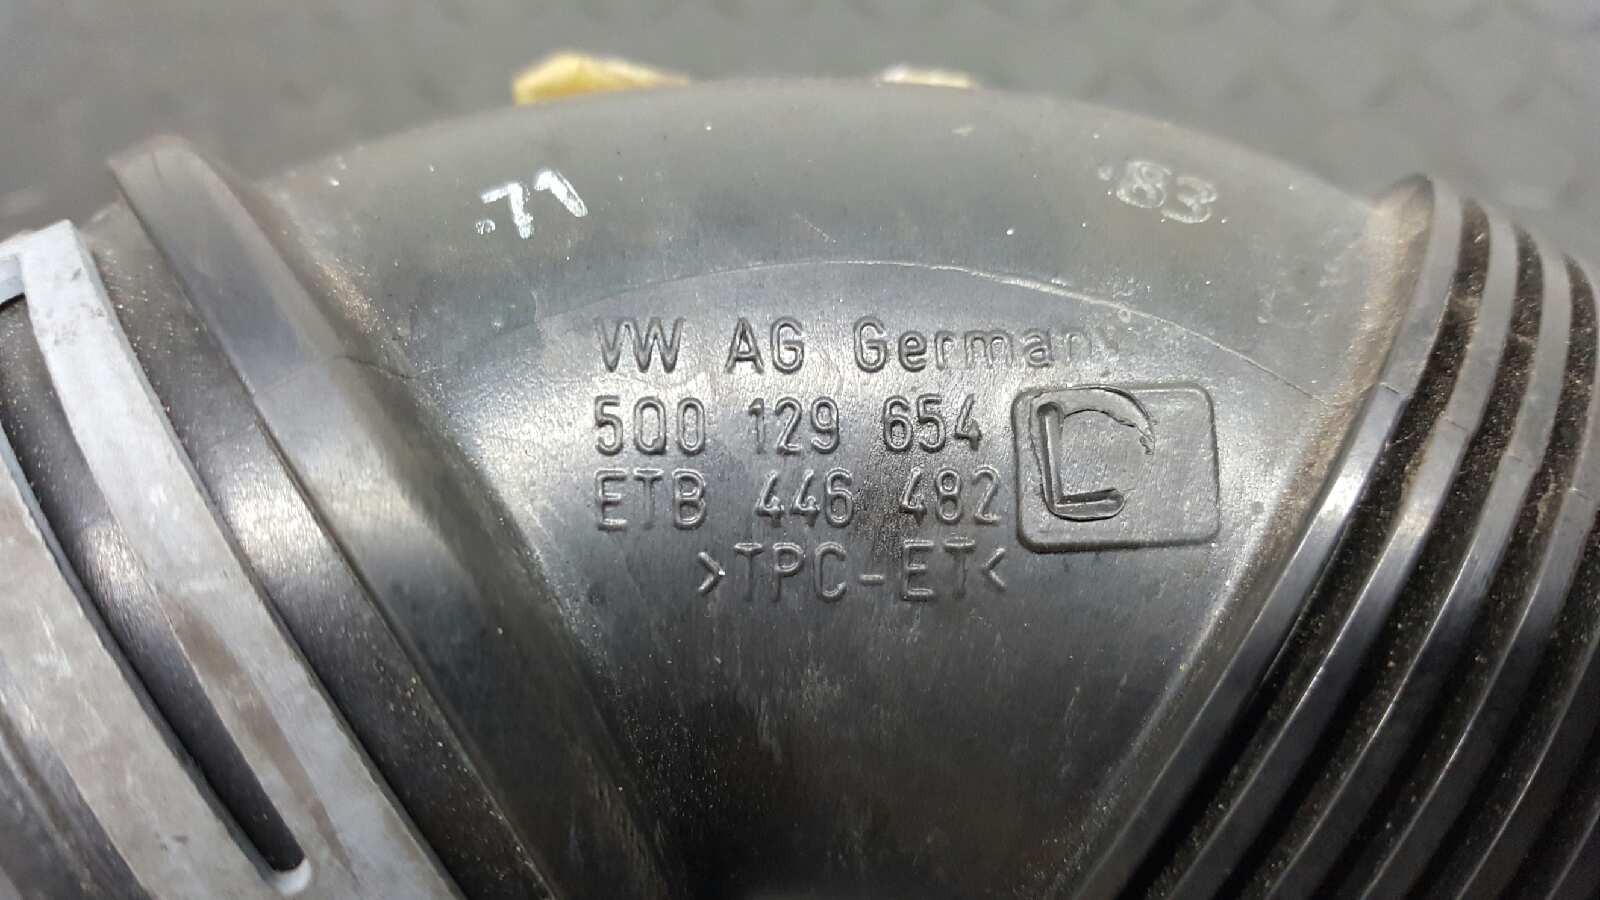 .71
.83
VW AG Germany
5Q0 129 654
ETB 446 482
>TPC-ET<